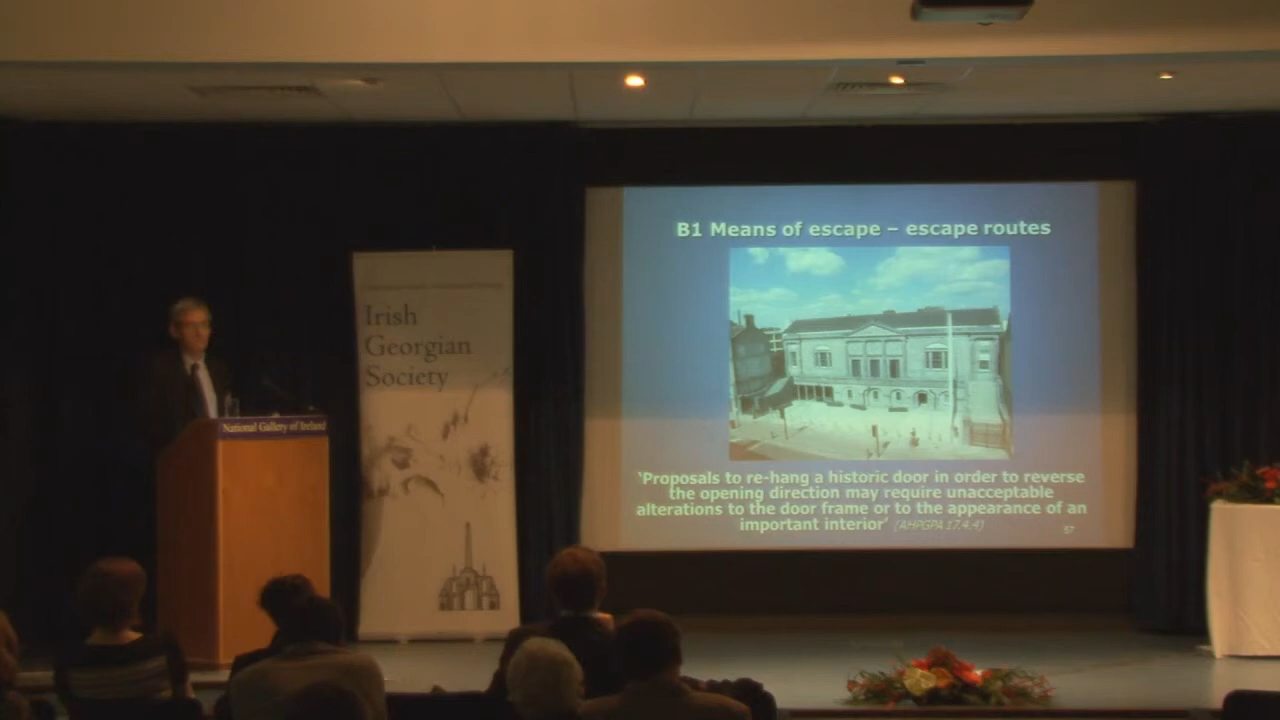 Irish
Georgian
Society
National Gallery of Ireland
B1 Means of escape – escape routes
‘Proposals to re-hang a historic door in order to reverse
the opening direction may require unacceptable
alterations to the door frame or to the appearance of an
important interior’ (AHPGPA 17.4.4)
57